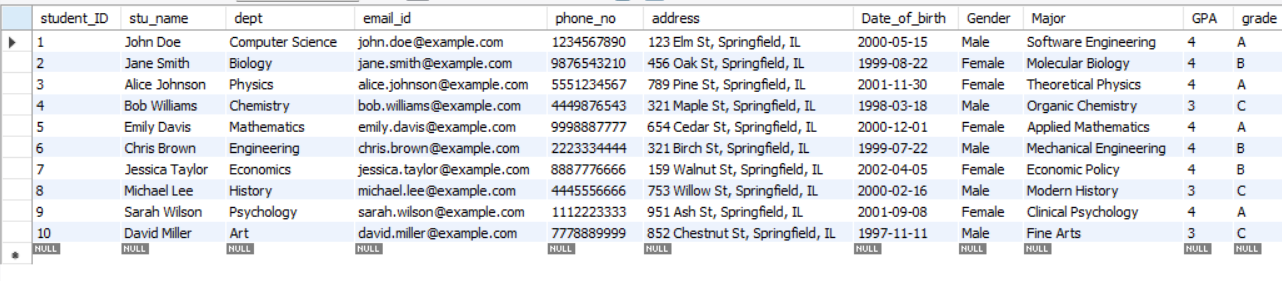 student_ID stu_name dept email_id phone_no address Date_of_birth Gender Major GPA grade
1 John Doe Computer Science john.doe@example.com 1234567890 123 Elm St, Springfield, IL 2000-05-15 Male Software Engineering 4 A
2 Jane Smith Biology jane.smith@example.com 9876543210 456 Oak St, Springfield, IL 1999-08-22 Female Molecular Biology 4 B
3 Alice Johnson Physics alice.johnson@example.com 5551234567 789 Pine St, Springfield, IL 2001-11-30 Female Theoretical Physics 4 A
4 Bob Williams Chemistry bob.williams@example.com 4449876543 321 Maple St, Springfield, IL 1998-03-18 Male Organic Chemistry 3 C
5 Emily Davis Mathematics emily.davis@example.com 9998887777 654 Cedar St, Springfield, IL 2000-12-01 Female Applied Mathematics 4 A
6 Chris Brown Engineering chris.brown@example.com 2223334444 321 Birch St, Springfield, IL 1999-07-22 Male Mechanical Engineering 4 B
7 Jessica Taylor Economics jessica.taylor@example.com 8887776666 159 Walnut St, Springfield, IL 2002-04-05 Female Economic Policy 4 B
8 Michael Lee History michael.lee@example.com 4445556666 753 Willow St, Springfield, IL 2000-02-16 Male Modern History 3 C
9 Sarah Wilson Psychology sarah.wilson@example.com 1112223333 951 Ash St, Springfield, IL 2001-09-08 Female Clinical Psychology 4 A
10 David Miller Art david.miller@example.com 7778889999 852 Chestnut St, Springfield, IL 1997-11-11 Male Fine Arts 3 C
NULL NULL NULL NULL NULL NULL NULL NULL NULL NULL NULL